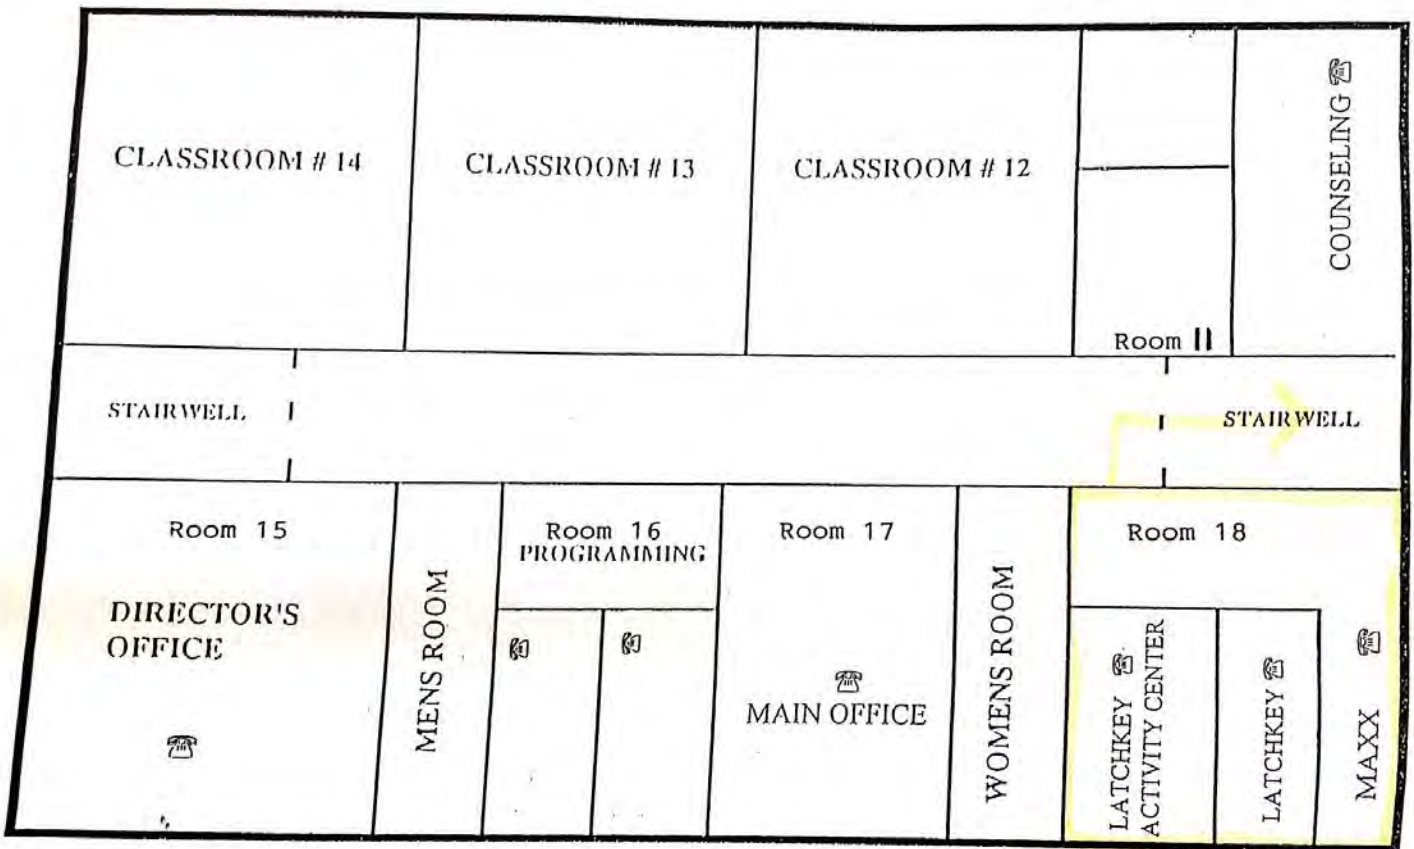 CLASSROOM # 14
CLASSROOM # 13
CLASSROOM # 12
COUNSELING ☎
Room 11
STAIRWELL
STAIRWELL
Room 15
DIRECTOR'S
OFFICE
☎
MENS ROOM
Room 16
PROGRAMMING
☎
☎
Room 17
☎
MAIN OFFICE
WOMENS ROOM
Room 18
LATCHKEY ☎
ACTIVITY CENTER
LATCHKEY ☎
MAXX ☎